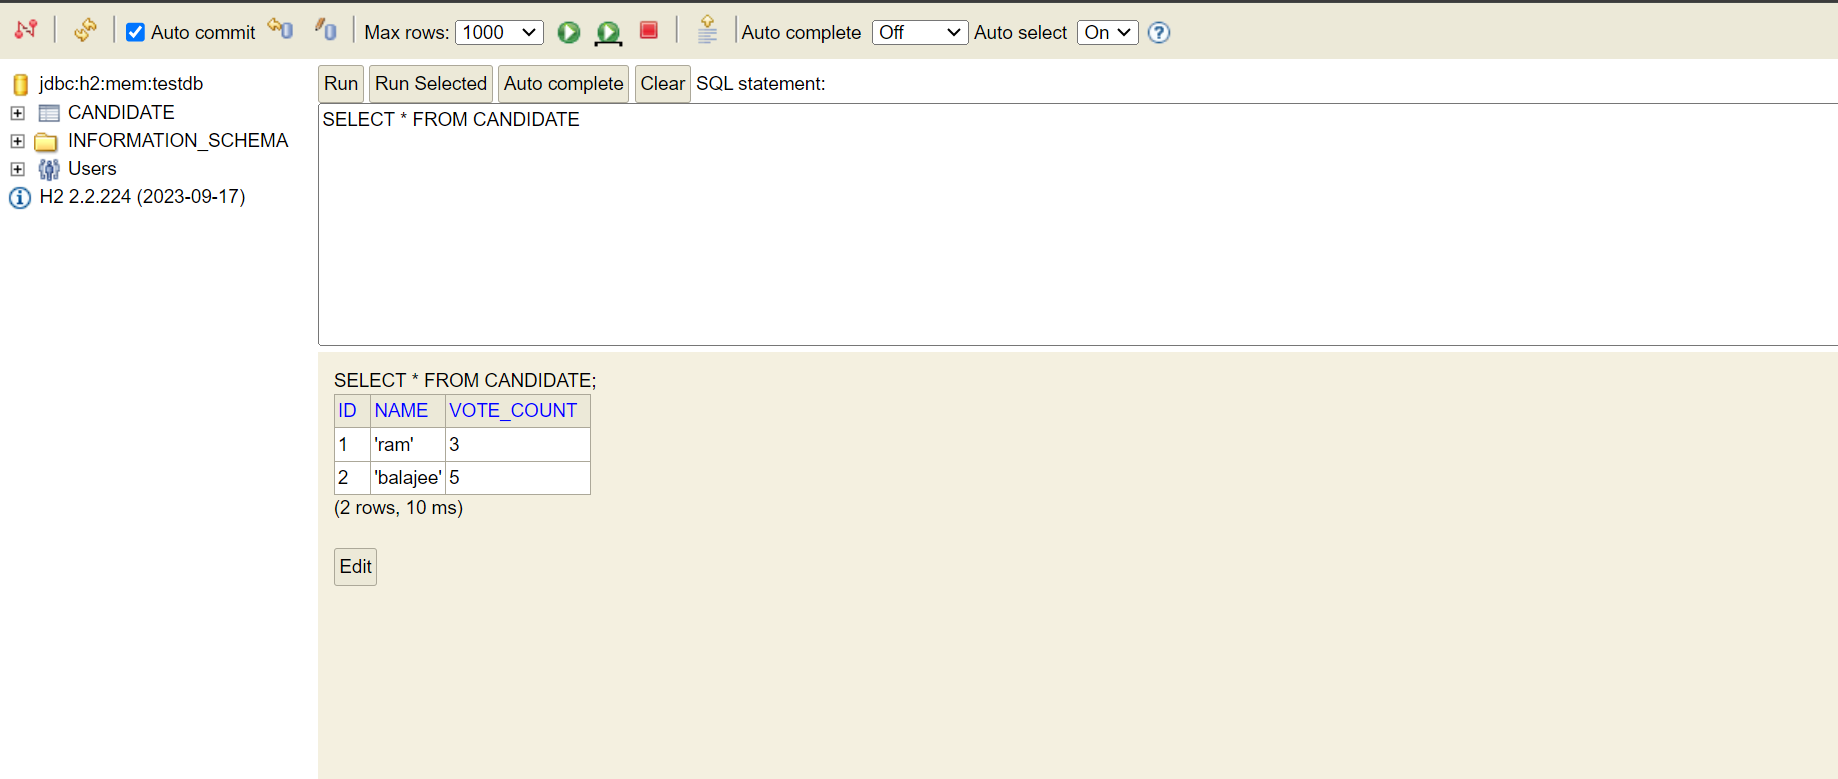 Auto commit Max rows: 1000 Auto complete Off Auto select On ?
jdbc:h2:mem:testdb
CANDIDATE
INFORMATION_SCHEMA
Users
H2 2.2.224 (2023-09-17)
Run Run Selected Auto complete Clear SQL statement:
SELECT * FROM CANDIDATE
SELECT * FROM CANDIDATE;
ID NAME VOTE_COUNT
1 'ram' 3
2 'balajee' 5
(2 rows, 10 ms)
Edit